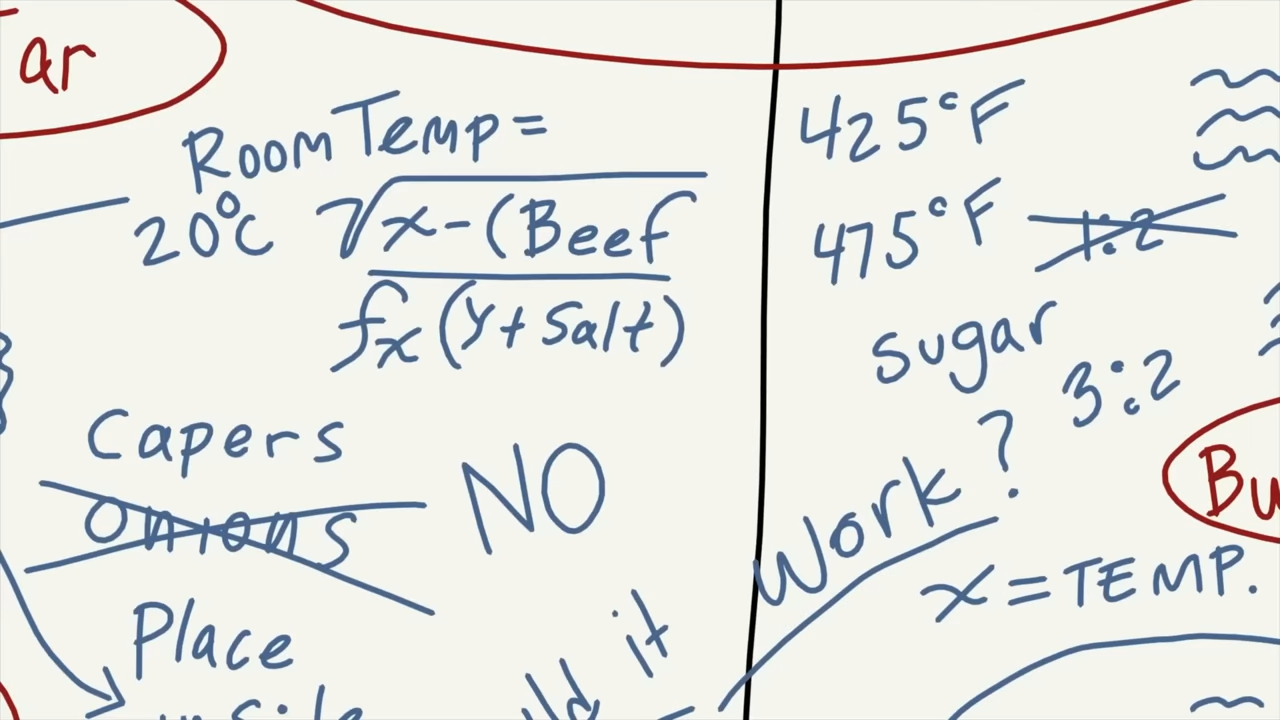 ar
Room Temp =
20°C √x-(Beef
fx(y+Salt)
Capers
Onions
NO
Place
it
425°F
475°F 1:2
sugar
3:2
Work?
x=TEMP.
Bu